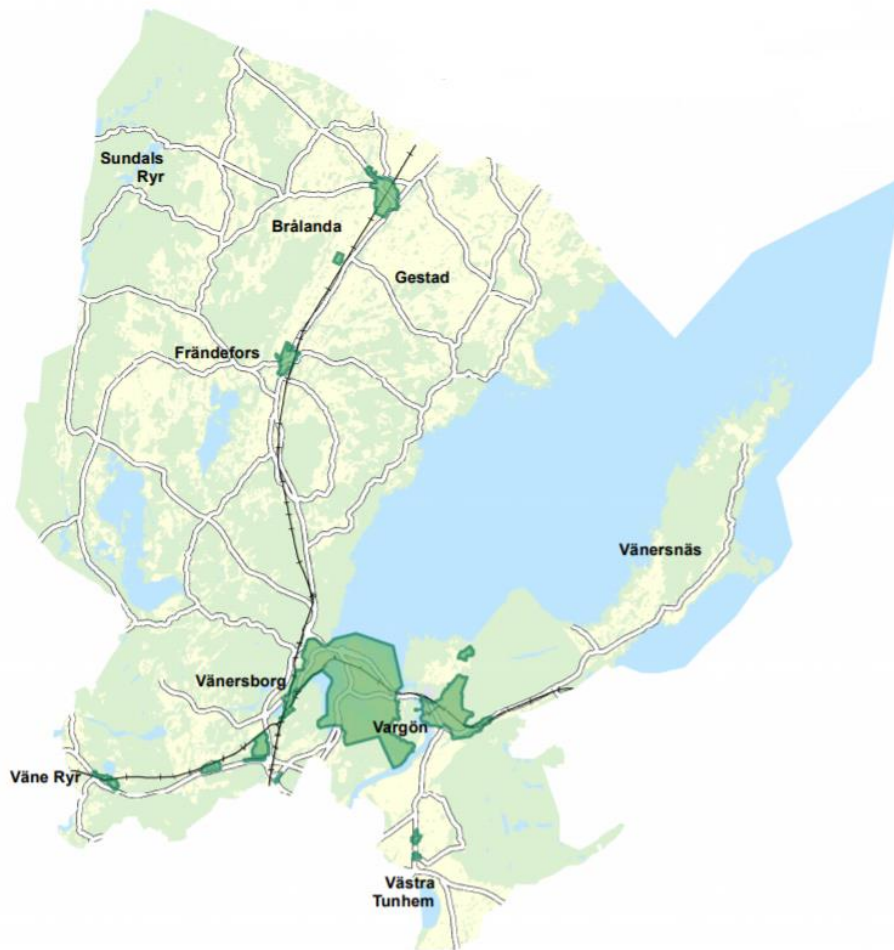 Sundals
Ryr
Brålanda
Gestad
Frändefors
Vänersnäs
Vänersborg
Vargön
Väne Ryr
Västra
Tunhem